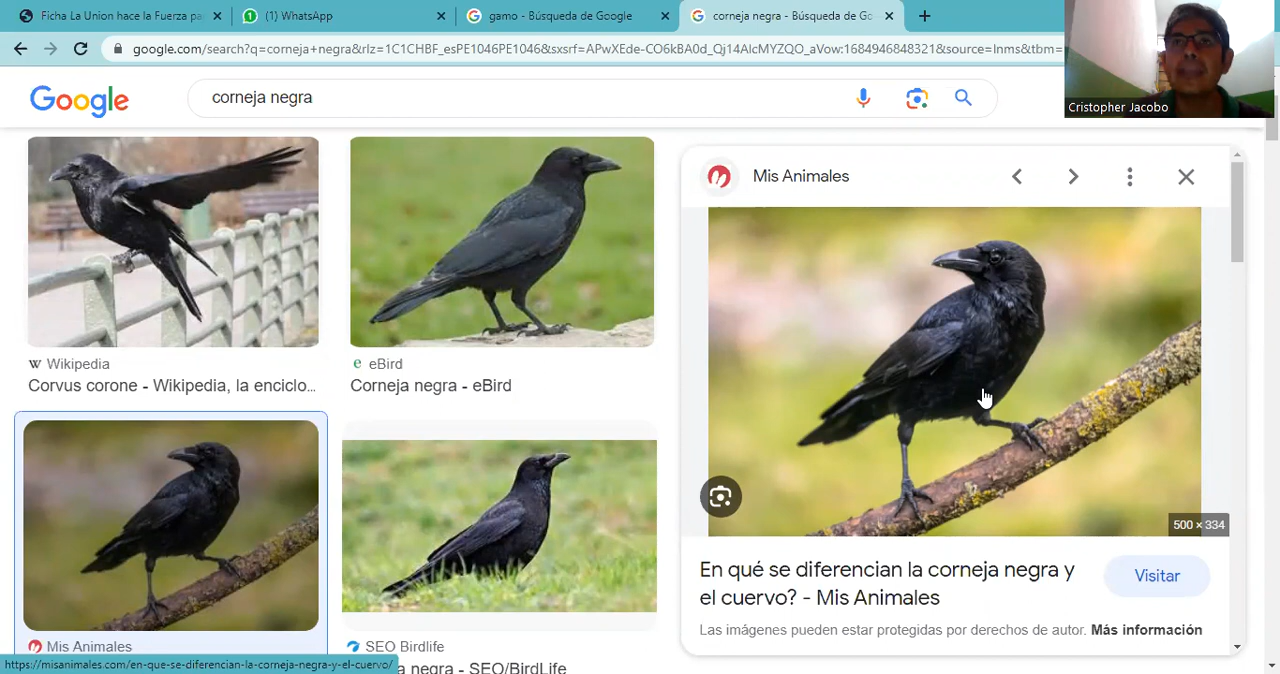 Ficha La Union hace la Fuerza pa
(1) WhatsApp
gamo - Búsqueda de Google
corneja negra - Búsqueda de Go
google.com/search?q=corneja+negra&rlz=1C1CHBF_esPE1046PE1046&sxsrf=APwXEde-CO6kBA0d_Qj14AlcMYZQO_aVow:1684946848321&source=lnms&tbm=
Cristopher Jacobo
Google
corneja negra
W Wikipedia
Corvus corone - Wikipedia, la enciclo...
e eBird
Corneja negra - eBird
Mis Animales
SEO Birdlife
a negra - SEO/BirdLife
https://misanimales.com/en-que-se-diferencian-la-corneja-negra-y-el-cuervo/
Mis Animales
500 × 334
En qué se diferencian la corneja negra y
el cuervo? - Mis Animales
Visitar
Las imágenes pueden estar protegidas por derechos de autor. Más información